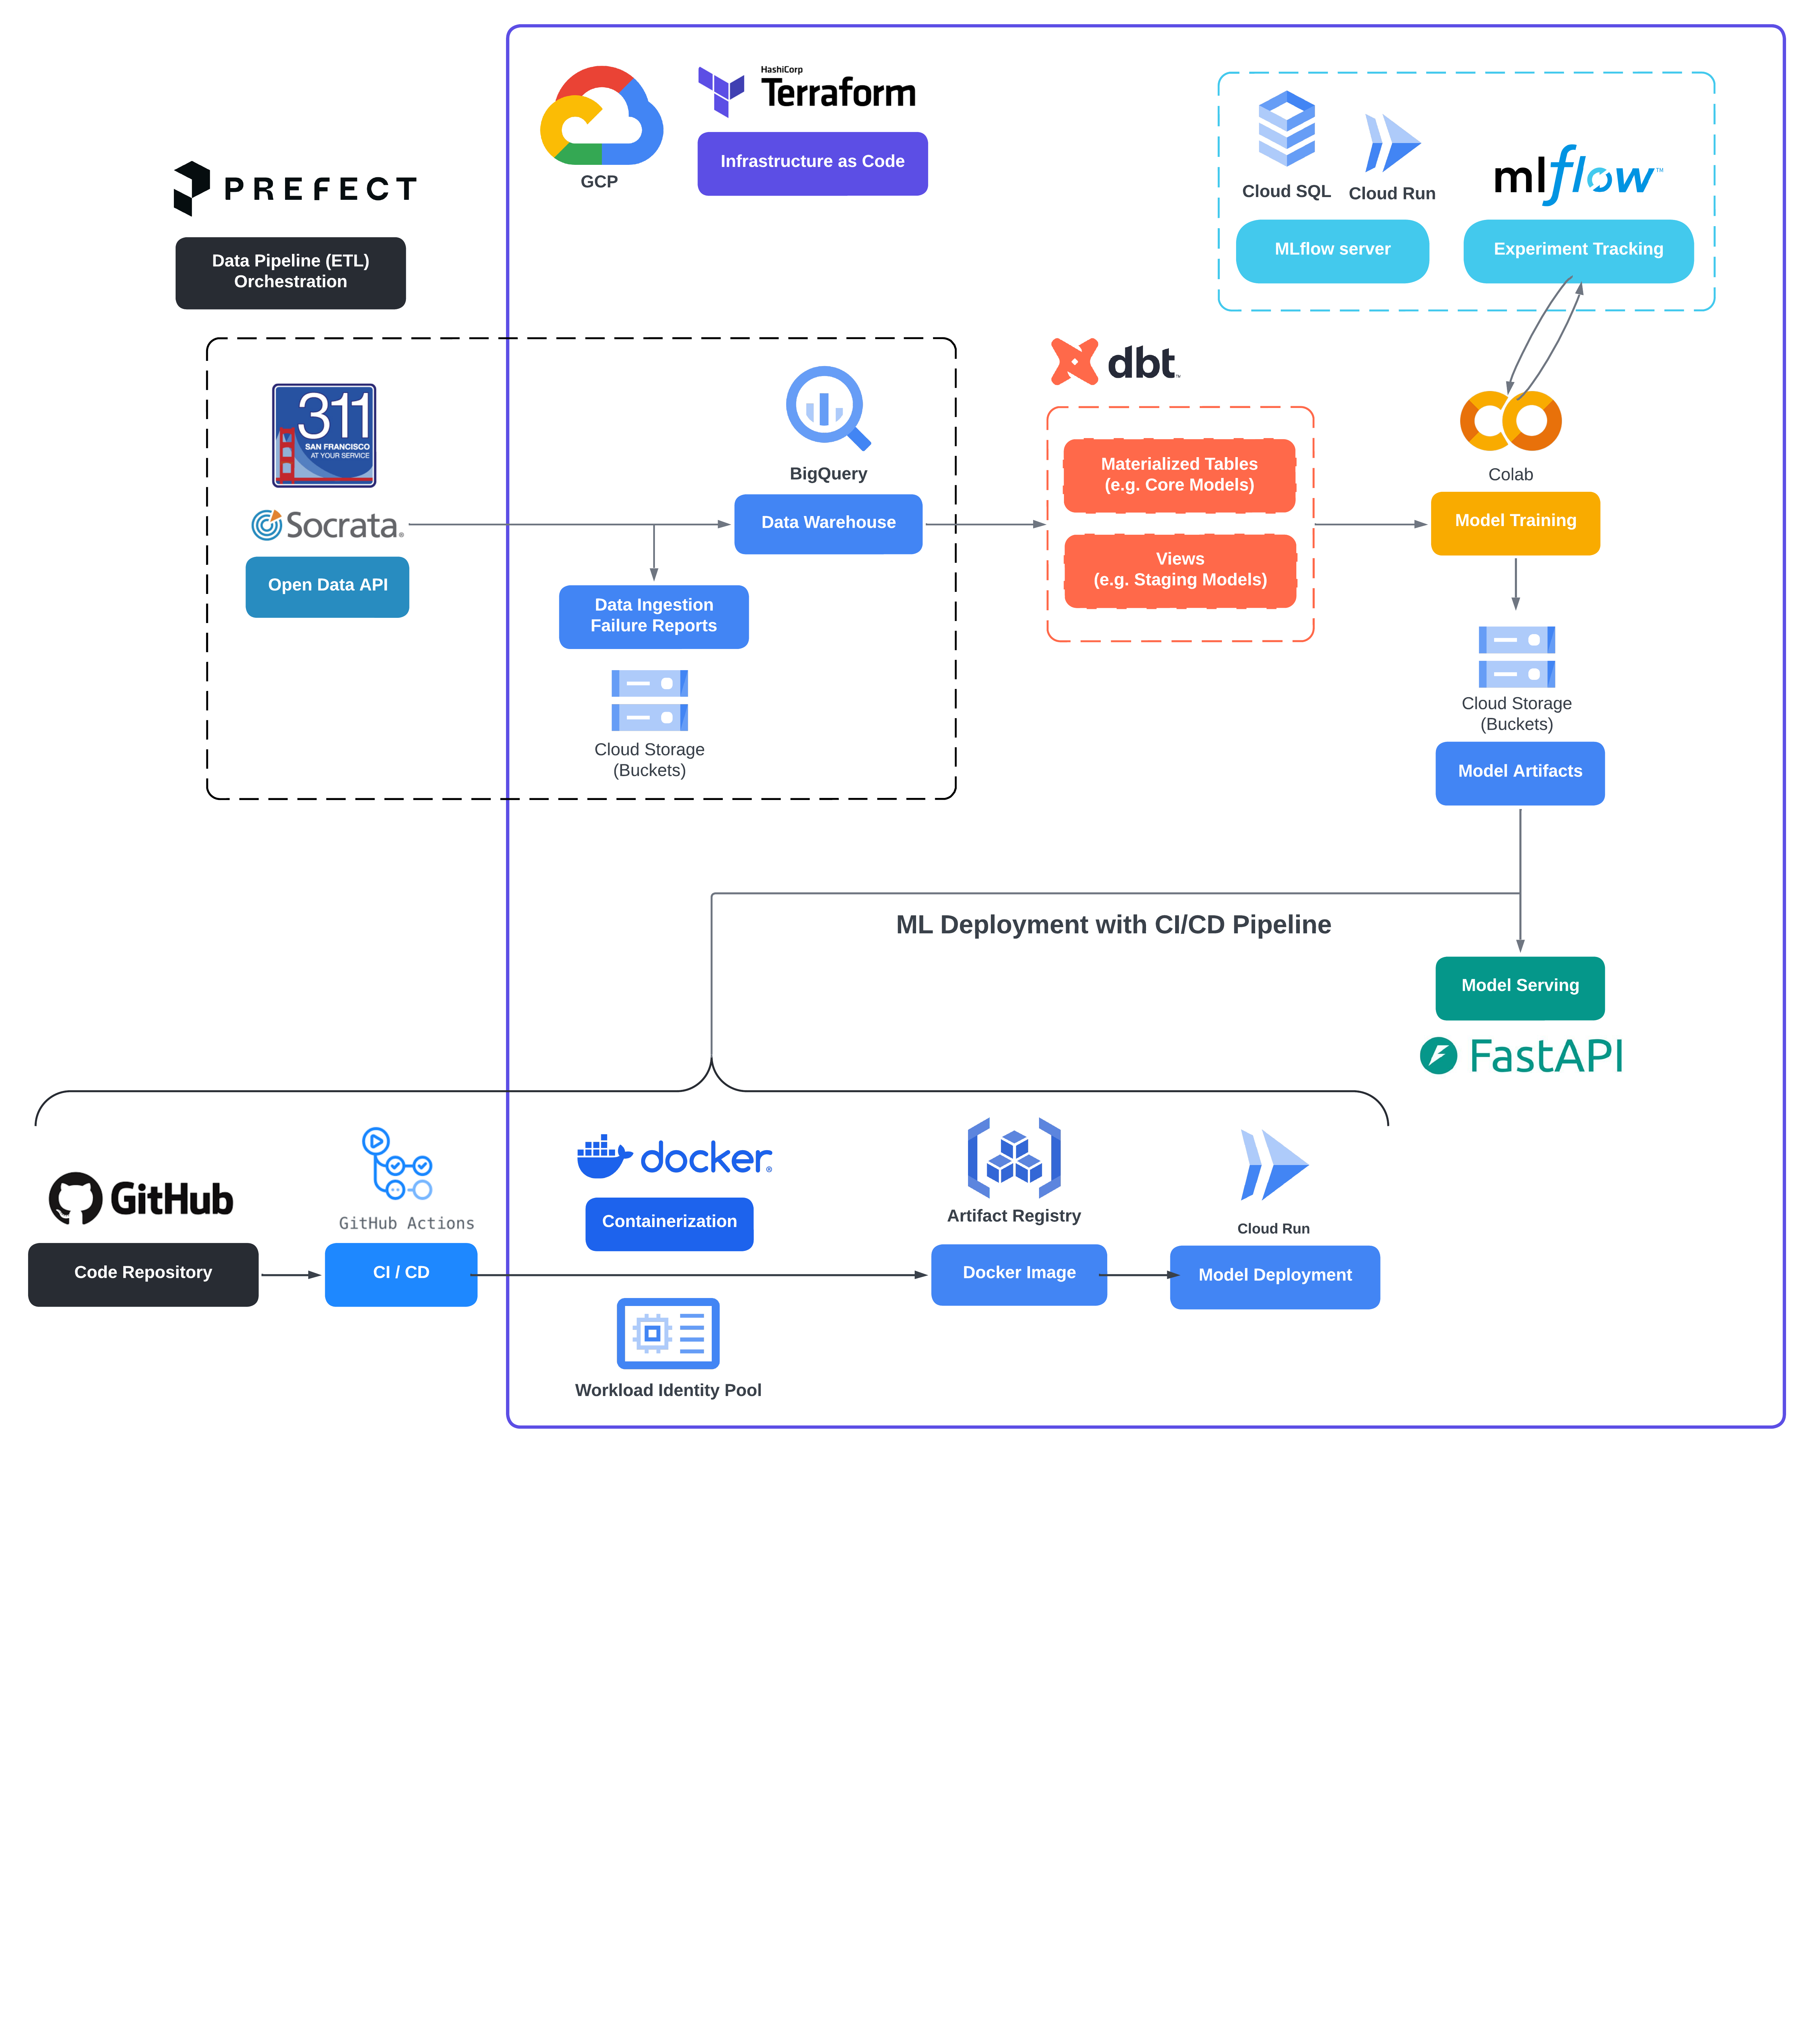 GCP
HashiCorp
Terraform
Infrastructure as Code
PREFECT
Data Pipeline (ETL)
Orchestration
Cloud SQL
Cloud Run
mlflow™
MLflow server
Experiment Tracking
311
SAN FRANCISCO
AT YOUR SERVICE
Socrata®
Open Data API
BigQuery
Data Warehouse
Data Ingestion
Failure Reports
Cloud Storage
(Buckets)
dbt™
Materialized Tables
(e.g. Core Models)
Views
(e.g. Staging Models)
Colab
Model Training
Cloud Storage
(Buckets)
Model Artifacts
ML Deployment with CI/CD Pipeline
Model Serving
FastAPI
GitHub
Code Repository
GitHub Actions
CI / CD
docker®
Containerization
Workload Identity Pool
Artifact Registry
Docker Image
Cloud Run
Model Deployment